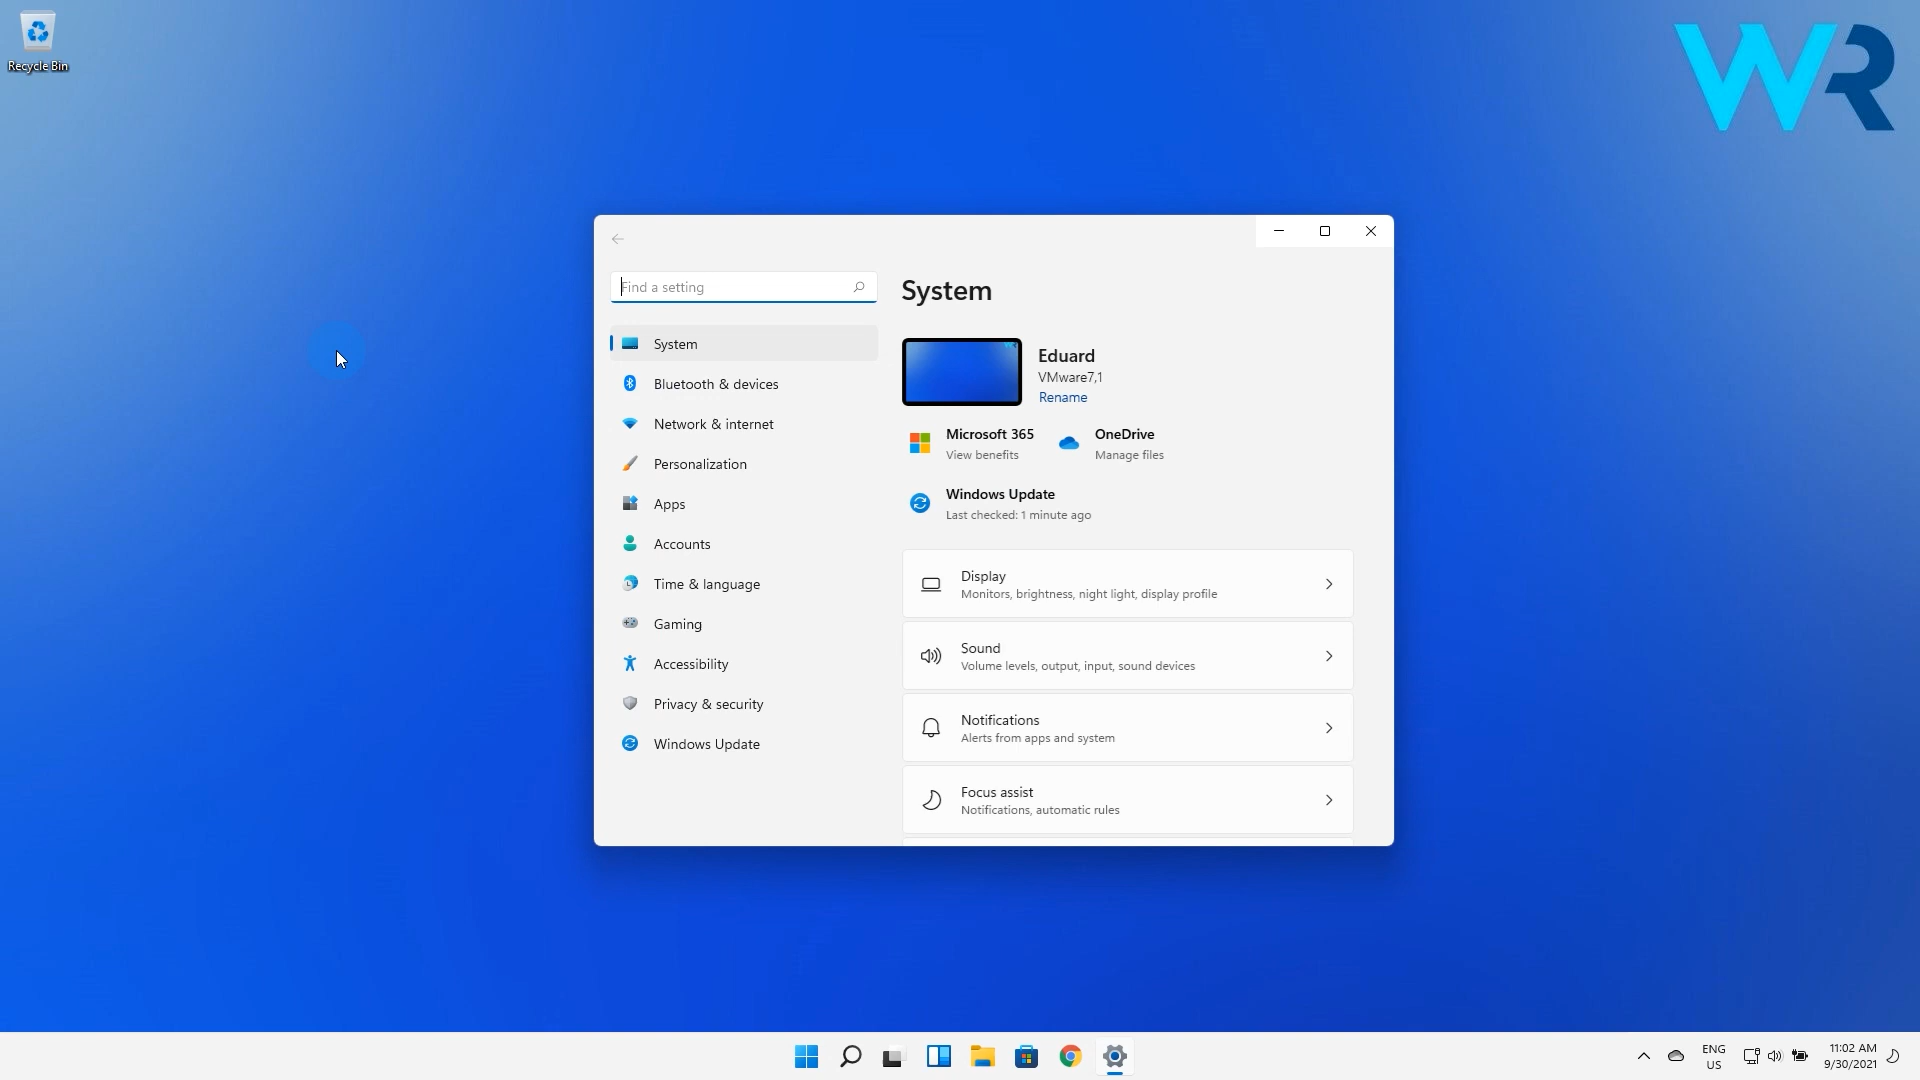 Recycle Bin
WR
Find a setting
System
Bluetooth & devices
Network & internet
Personalization
Apps
Accounts
Time & language
Gaming
Accessibility
Privacy & security
Windows Update
System
Eduard
VMware7,1
Rename
Microsoft 365
View benefits
OneDrive
Manage files
Windows Update
Last checked: 1 minute ago
Display
Monitors, brightness, night light, display profile
Sound
Volume levels, output, input, sound devices
Notifications
Alerts from apps and system
Focus assist
Notifications, automatic rules
ENG
US
11:02 AM
9/30/2021